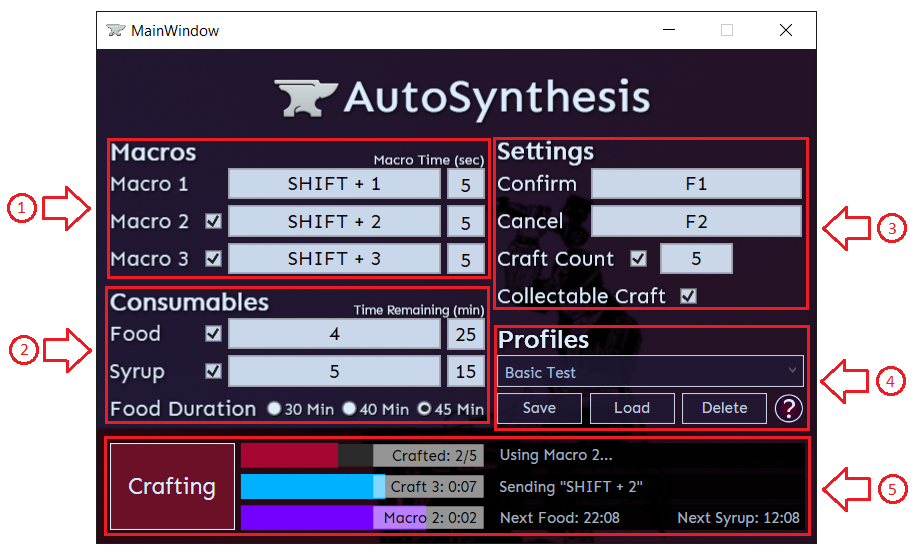 MainWindow
AutoSynthesis
Macros
Macro Time (sec)
Macro 1 SHIFT + 1 5
Macro 2 SHIFT + 2 5
Macro 3 SHIFT + 3 5
1
Consumables
Time Remaining (min)
Food 4 25
Syrup 5 15
Food Duration 30 Min 40 Min 45 Min
2
Settings
Confirm F1
Cancel F2
Craft Count 5
Collectable Craft
3
Profiles
Basic Test
Save Load Delete ?
4
Crafting
Crafted: 2/5
Craft 3: 0:07
Macro 2: 0:02
Using Macro 2...
Sending "SHIFT + 2"
Next Food: 22:08 Next Syrup: 12:08
5